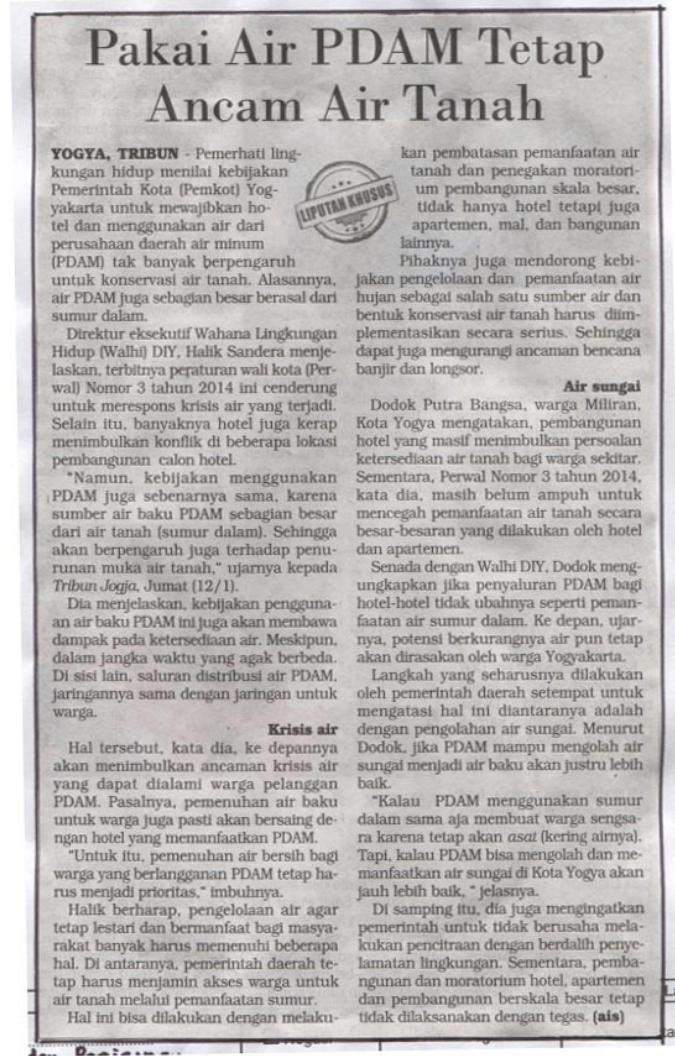 Pakai Air PDAM Tetap
Ancam Air Tanah
YOGYA, TRIBUN - Pemerhati ling-
kungan hidup menilai kebijakan
Pemerintah Kota (Pemkot) Yog-
yakarta untuk mewajibkan ho-
tel dan menggunakan air dari
perusahaan daerah air minum
(PDAM) tak banyak berpengaruh
untuk konservasi air tanah. Alasannya,
air PDAM juga sebagian besar berasal dari
sumur dalam.
Direktur eksekutif Wahana Lingkungan
Hidup (Walhi) DIY, Halik Sandera menje-
laskan, terbitnya peraturan wali kota (Per-
wal) Nomor 3 tahun 2014 ini cenderung
untuk merespons krisis air yang terjadi.
Selain itu, banyaknya hotel juga kerap
menimbulkan konflik di beberapa lokasi
pembangunan calon hotel.
"Namun, kebijakan menggunakan
PDAM juga sebenarnya sama, karena
sumber air baku PDAM sebagian besar
dari air tanah (sumur dalam). Sehingga
akan berpengaruh juga terhadap penu-
runan muka air tanah," ujarnya kepada
Tribun Jogja, Jumat (12/1).
Dia menjelaskan, kebijakan pengguna-
an air baku PDAM ini juga akan membawa
dampak pada ketersediaan air. Meskipun,
dalam jangka waktu yang agak berbeda.
Di sisi lain, saluran distribusi air PDAM,
jaringannya sama dengan jaringan untuk
warga.
Krisis air
Hal tersebut, kata dia, ke depannya
akan menimbulkan ancaman krisis air
yang dapat dialami warga pelanggan
PDAM. Pasalnya, pemenuhan air baku
untuk warga juga pasti akan bersaing de-
ngan hotel yang memanfaatkan PDAM.
"Untuk itu, pemenuhan air bersih bagi
warga yang berlangganan PDAM tetap ha-
rus menjadi prioritas," imbuhnya.
Halik berharap, pengelolaan air agar
tetap lestari dan bermanfaat bagi masya-
rakat banyak harus memenuhi beberapa
hal. Di antaranya, pemerintah daerah te-
tap harus menjamin akses warga untuk
air tanah melalui pemanfaatan sumur.
Hal ini bisa dilakukan dengan melaku-
LIPUTAN KHUSUS
kan pembatasan pemanfaatan air
tanah dan penegakan moratori-
um pembangunan skala besar,
tidak hanya hotel tetapi juga
apartemen, mal, dan bangunan
lainnya.
Pihaknya juga mendorong kebi-
jakan pengelolaan dan pemanfaatan air
hujan sebagai salah satu sumber air dan
bentuk konservasi air tanah harus diim-
plementasikan secara serius. Sehingga
dapat juga mengurangi ancaman bencana
banjir dan longsor.
Air sungai
Dodok Putra Bangsa, warga Miliran,
Kota Yogya mengatakan, pembangunan
hotel yang masif menimbulkan persoalan
ketersediaan air tanah bagi warga sekitar.
Sementara, Perwal Nomor 3 tahun 2014,
kata dia, masih belum ampuh untuk
mencegah pemanfaatan air tanah secara
besar-besaran yang dilakukan oleh hotel
dan apartemen.
Senada dengan Walhi DIY, Dodok meng-
ungkapkan jika penyaluran PDAM bagi
hotel-hotel tidak ubahnya seperti peman-
faatan air sumur dalam. Ke depan, ujar-
nya, potensi berkurangnya air pun tetap
akan dirasakan oleh warga Yogyakarta.
Langkah yang seharusnya dilakukan
oleh pemerintah daerah setempat untuk
mengatasi hal ini diantaranya adalah
dengan pengolahan air sungai. Menurut
Dodok, jika PDAM mampu mengolah air
sungai menjadi air baku akan justru lebih
baik.
"Kalau PDAM menggunakan sumur
dalam sama aja membuat warga sengsa-
ra karena tetap akan asat (kering airnya).
Tapi, kalau PDAM bisa mengolah dan me-
manfaatkan air sungai di Kota Yogya akan
jauh lebih baik, " jelasnya.
Di samping itu, dia juga mengingatkan
pemerintah untuk tidak berusaha mela-
kukan pencitraan dengan berdalih penye-
lamatan lingkungan. Sementara, pemba-
ngunan dan moratorium hotel, apartemen
dan pembangunan berskala besar tetap
tidak dilaksanakan dengan tegas. (ais)